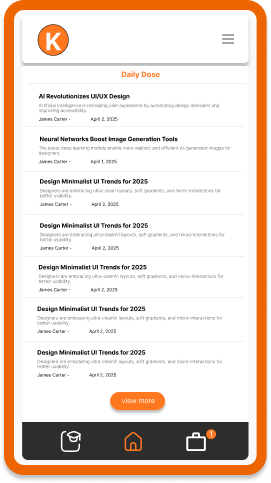 K
Daily Dose
AI Revolutionizes UI/UX Design
Artificial intelligence is reshaping user experience by automating design decisions and
improving accessibility.
James Carter - April 2, 2025
Neural Networks Boost Image Generation Tools
The latest deep learning models enable more realistic and efficient AI-generated images for
designers.
James Carter - April 1, 2025
Design Minimalist UI Trends for 2025
Designers are embracing ultra-clean layouts, soft gradients, and micro-interactions for
better usability.
James Carter - April 2, 2025
Design Minimalist UI Trends for 2025
Designers are embracing ultra-clean layouts, soft gradients, and micro-interactions for
better usability.
James Carter - April 2, 2025
Design Minimalist UI Trends for 2025
Designers are embracing ultra-clean layouts, soft gradients, and micro-interactions for
better usability.
James Carter - April 2, 2025
Design Minimalist UI Trends for 2025
Designers are embracing ultra-clean layouts, soft gradients, and micro-interactions for
better usability.
James Carter - April 2, 2025
Design Minimalist UI Trends for 2025
Designers are embracing ultra-clean layouts, soft gradients, and micro-interactions for
better usability.
James Carter - April 2, 2025
view more
1